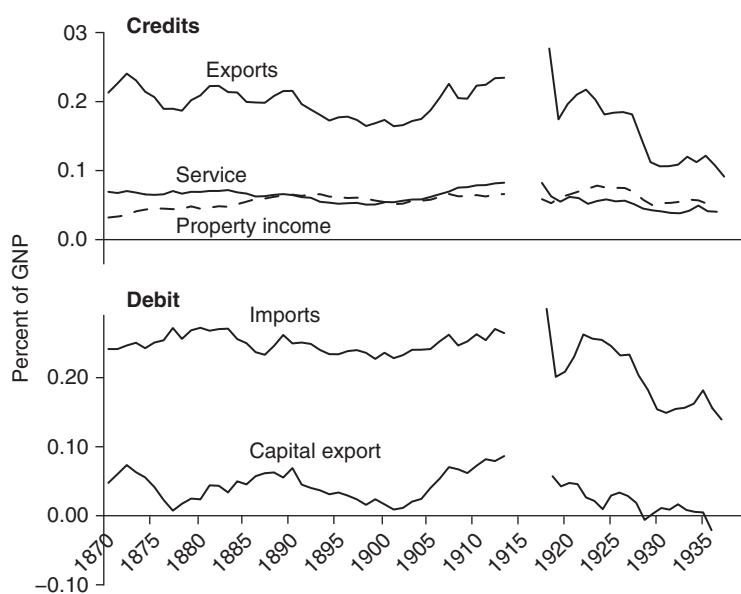 Credits
03
Exports
0.2
0.1
Service
Property income
0.0
Percent of GNP
Debit
Imports
0.20
0.10
Capital export
0.00
1870 1875 1880 1885 1890 1895 1900 1905 1910 1915 1920 1925 1930 1935
−0.10